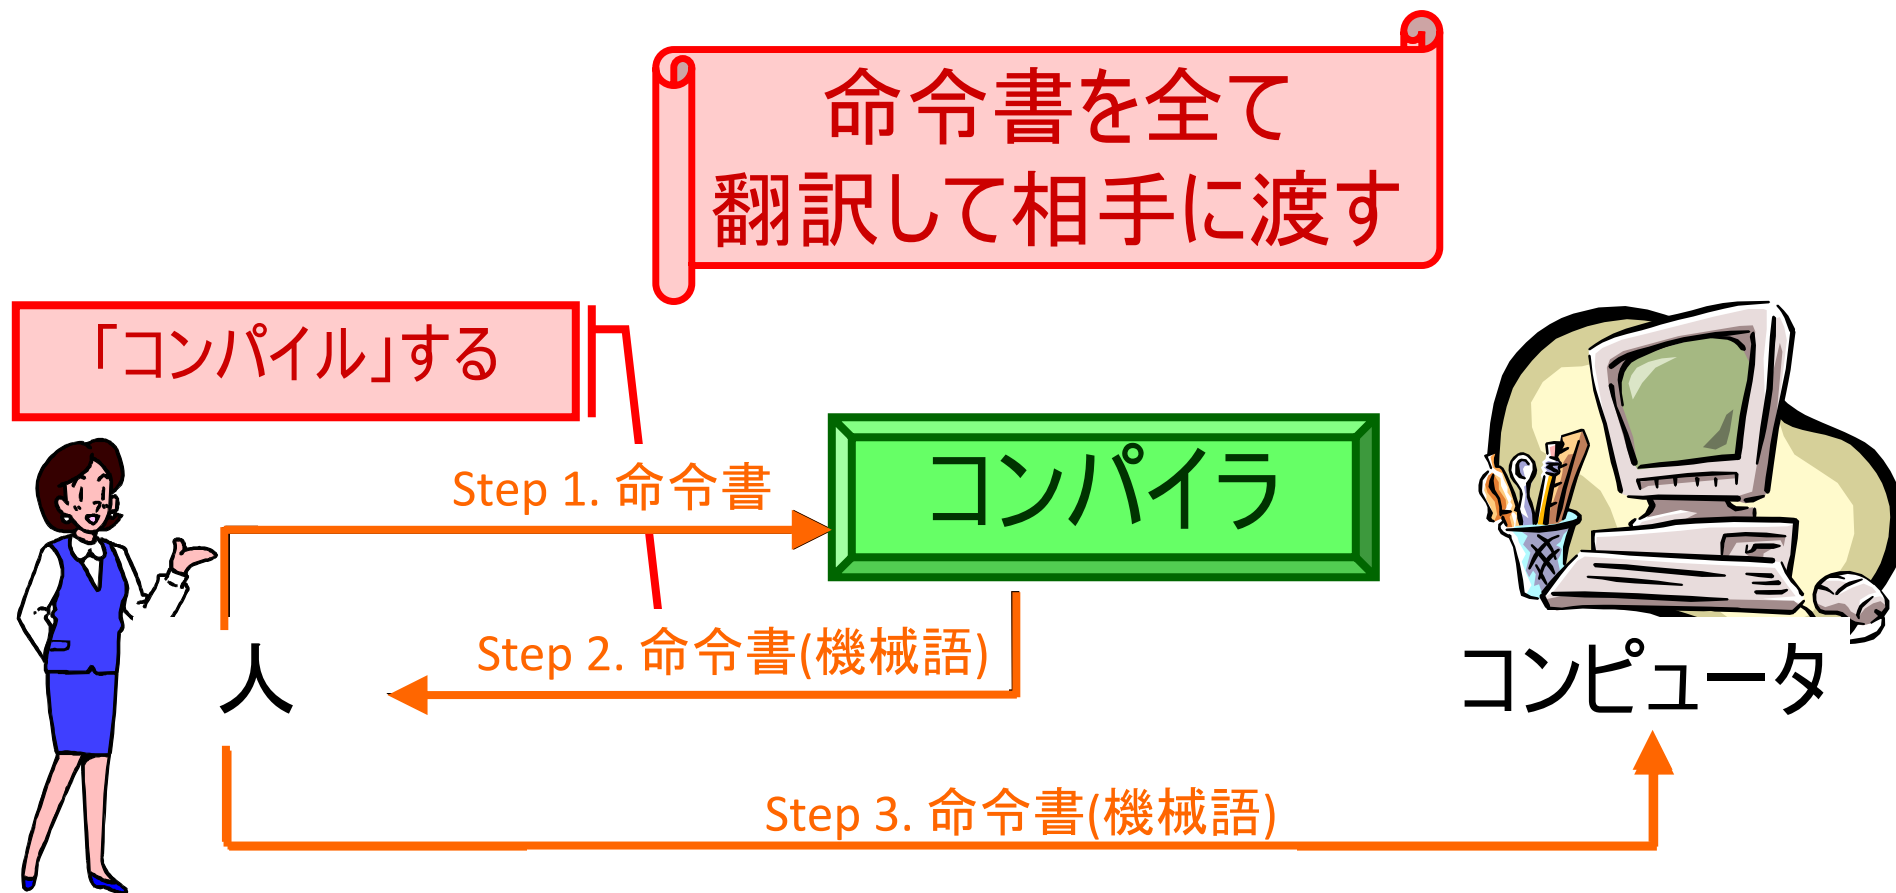 命令書を全て
翻訳して相手に渡す
「コンパイル」する
コンパイラ
Step 1. 命令書
Step 2. 命令書(機械語)
人
コンピュータ
Step 3. 命令書(機械語)